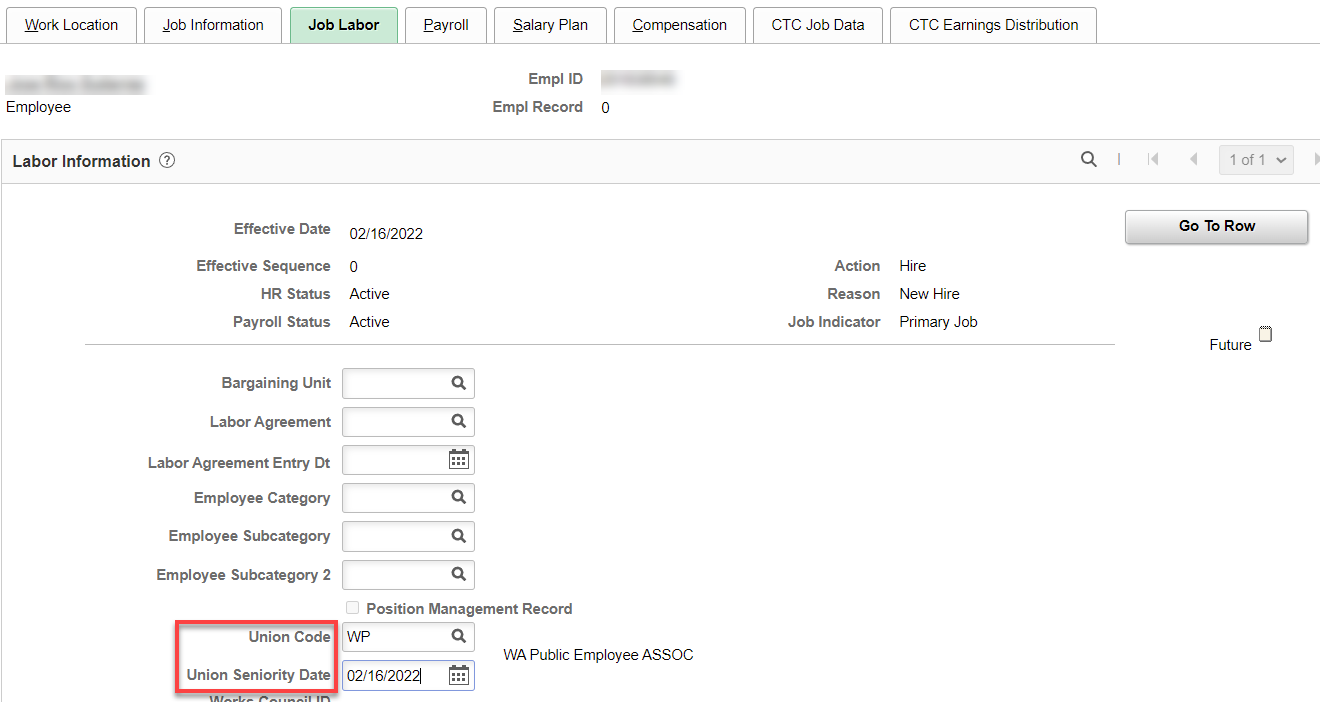 Work Location Job Information Job Labor Payroll Salary Plan Compensation CTC Job Data CTC Earnings Distribution
Empl ID
Employee Empl Record 0
Labor Information ? 1 of 1
Effective Date 02/16/2022 Go To Row
Effective Sequence 0 Action Hire
HR Status Active Reason New Hire
Payroll Status Active Job Indicator Primary Job
Future
Bargaining Unit
Labor Agreement
Labor Agreement Entry Dt
Employee Category
Employee Subcategory
Employee Subcategory 2
Position Management Record
Union Code WP
WA Public Employee ASSOC
Union Seniority Date 02/16/2022
Works Council ID